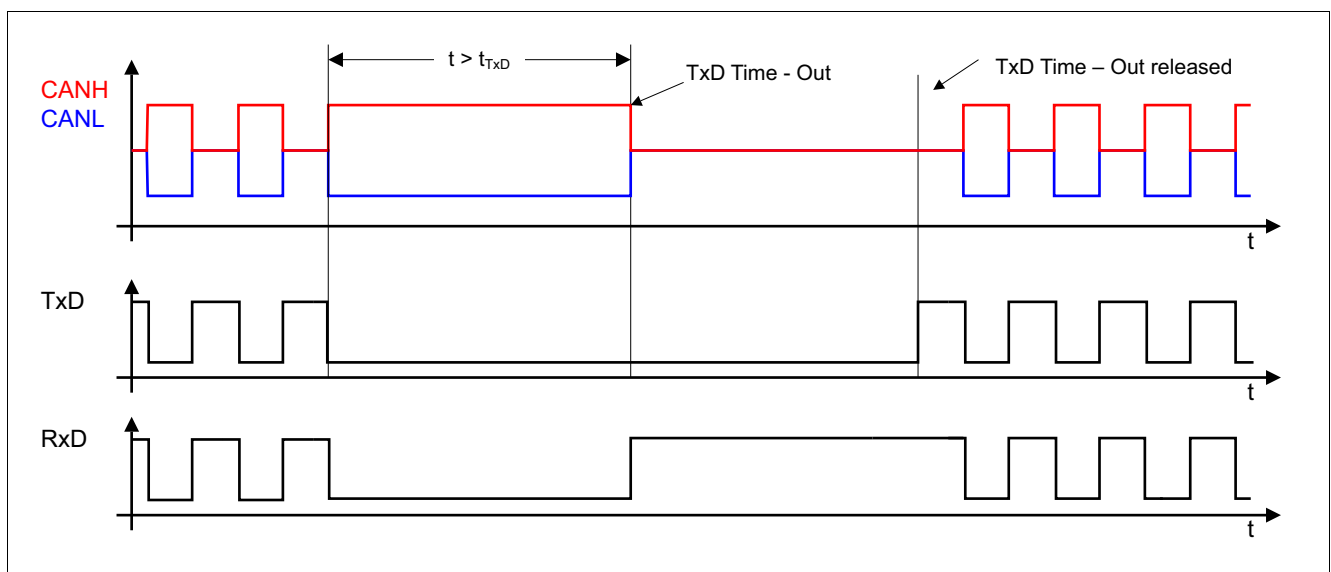 t > tTxD
TxD Time - Out
TxD Time – Out released
CANH
CANL
t
TxD
t
RxD
t